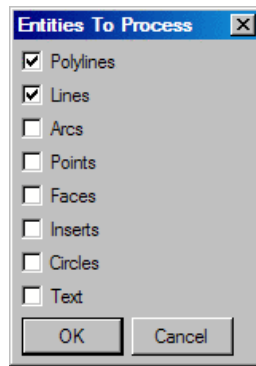 Entities To Process
Polylines
Lines
Arcs
Points
Faces
Inserts
Circles
Text
OK Cancel